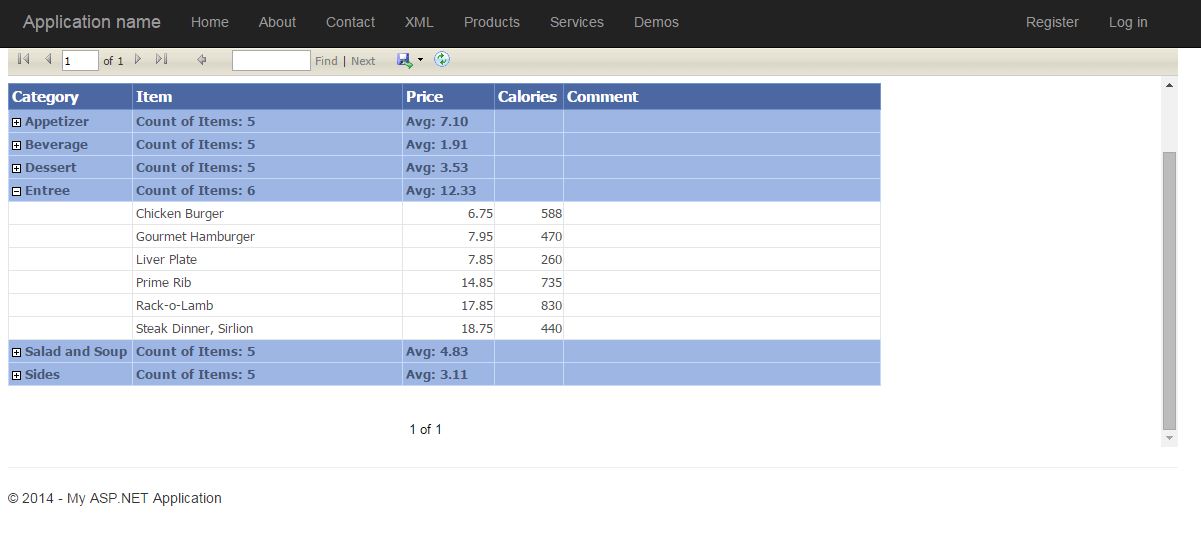 Application name Home About Contact XML Products Services Demos Register Log in
1 of 1 Find | Next
Category Item Price Calories Comment
Appetizer Count of Items: 5 Avg: 7.10
Beverage Count of Items: 5 Avg: 1.91
Dessert Count of Items: 5 Avg: 3.53
Entree Count of Items: 6 Avg: 12.33
Chicken Burger 6.75 588
Gourmet Hamburger 7.95 470
Liver Plate 7.85 260
Prime Rib 14.85 735
Rack-o-Lamb 17.85 830
Steak Dinner, Sirlion 18.75 440
Salad and Soup Count of Items: 5 Avg: 4.83
Sides Count of Items: 5 Avg: 3.11
1 of 1
© 2014 - My ASP.NET Application